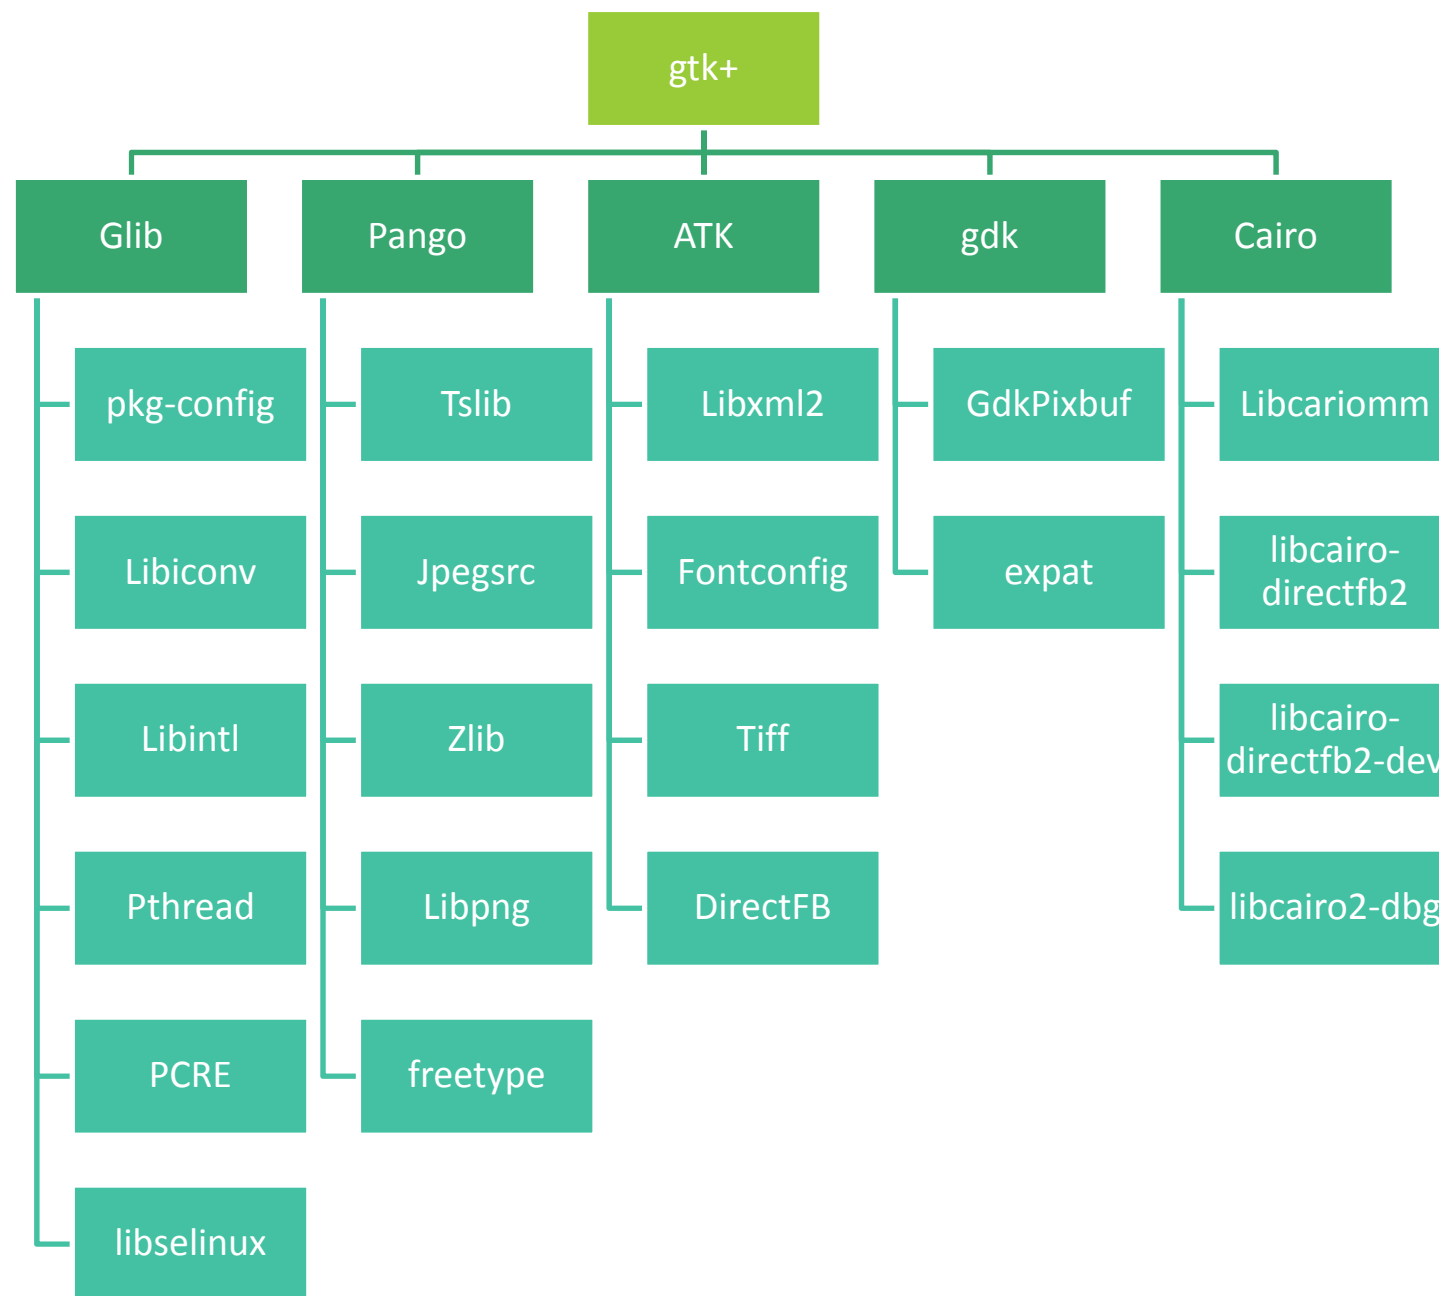 gtk+
Glib
Pango
ATK
gdk
Cairo
pkg-config
Tslib
Libxml2
GdkPixbuf
Libcariomm
Libiconv
Jpegsrc
Fontconfig
expat
libcairo-
directfb2
Libintl
Zlib
Tiff
libcairo-
directfb2-dev
Pthread
Libpng
DirectFB
libcairo2-dbg
PCRE
freetype
libselinux